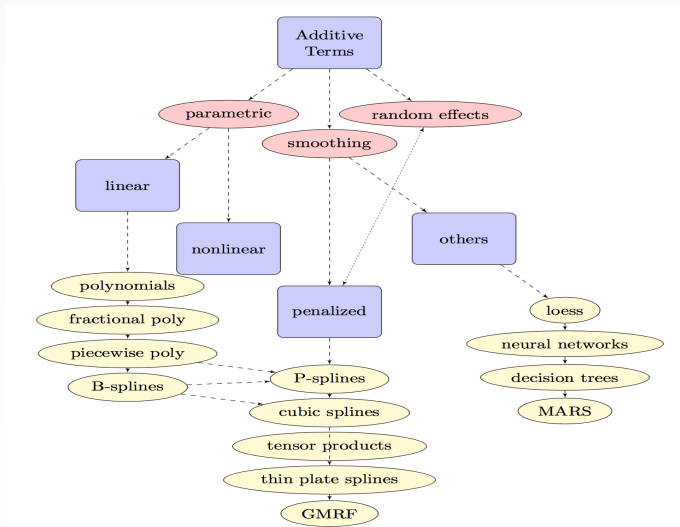 Additive
Terms
parametric
random effects
smoothing
linear
nonlinear
others
polynomials
penalized
loess
fractional poly
neural networks
piecewise poly
P-splines
decision trees
B-splines
cubic splines
MARS
tensor products
thin plate splines
GMRF